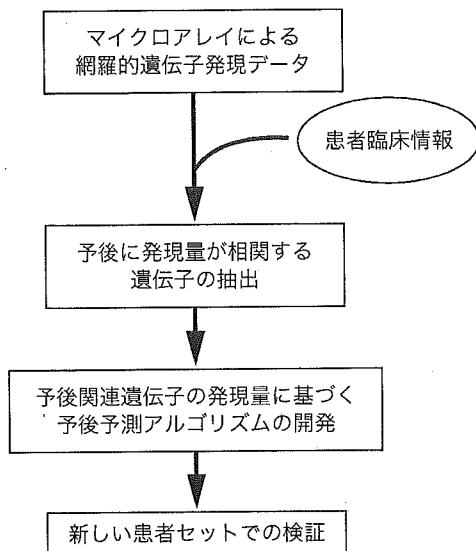 マイクロアレイによる
網羅的遺伝子発現データ
患者臨床情報
予後に発現量が相関する
遺伝子の抽出
予後関連遺伝子の発現量に基づく
予後予測アルゴリズムの開発
新しい患者セットでの検証